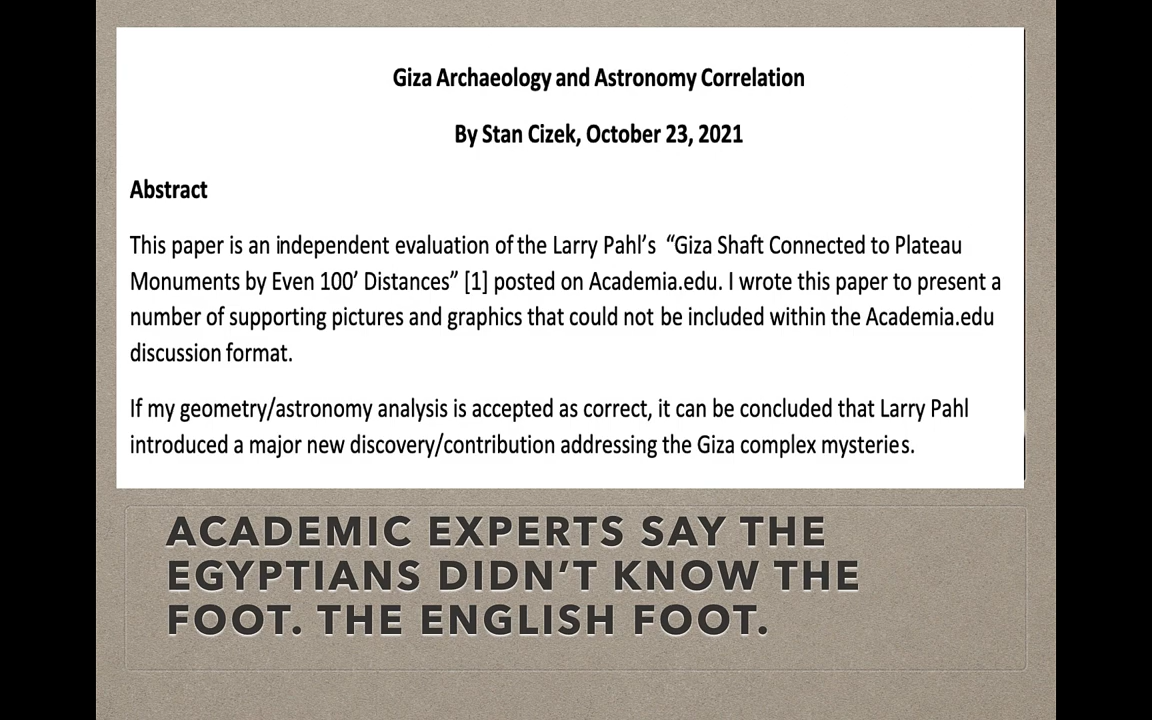 Giza Archaeology and Astronomy Correlation
By Stan Cizek, October 23, 2021
Abstract
This paper is an independent evaluation of the Larry Pahl’s “Giza Shaft Connected to Plateau
Monuments by Even 100’ Distances” [1] posted on Academia.edu. I wrote this paper to present a
number of supporting pictures and graphics that could not be included within the Academia.edu
discussion format.
If my geometry/astronomy analysis is accepted as correct, it can be concluded that Larry Pahl
introduced a major new discovery/contribution addressing the Giza complex mysteries.
ACADEMIC EXPERTS SAY THE
EGYPTIANS DIDN’T KNOW THE
FOOT. THE ENGLISH FOOT.